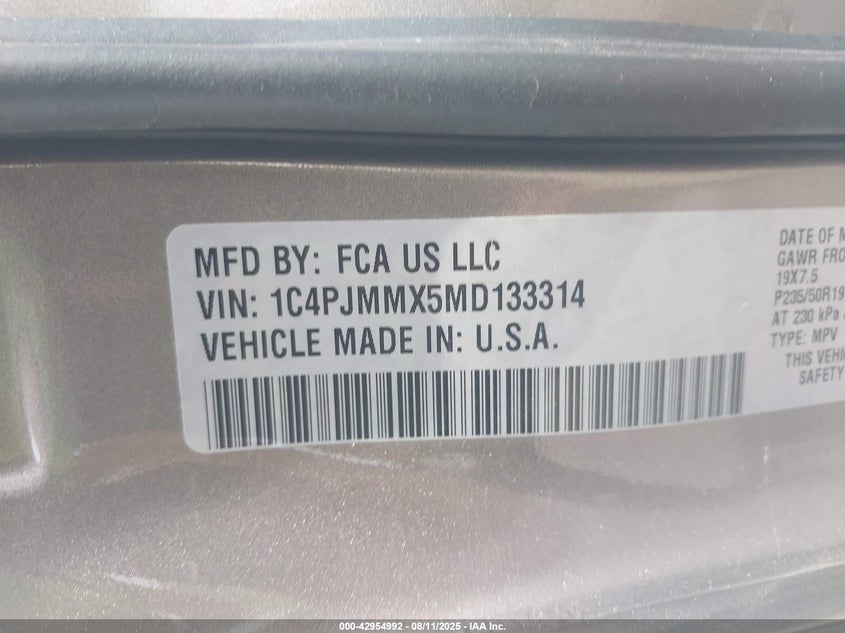 MFD BY: FCA US LLC
VIN: 1C4PJMMX5MD133314
VEHICLE MADE IN: U.S.A.
DATE OF M
GAWR FRO
19X7.5
P235/50R19
AT 230 kPa
TYPE: MPV
THIS VEHI
SAFETY
000-42954992 - 08/11/2025 - IAA Inc.